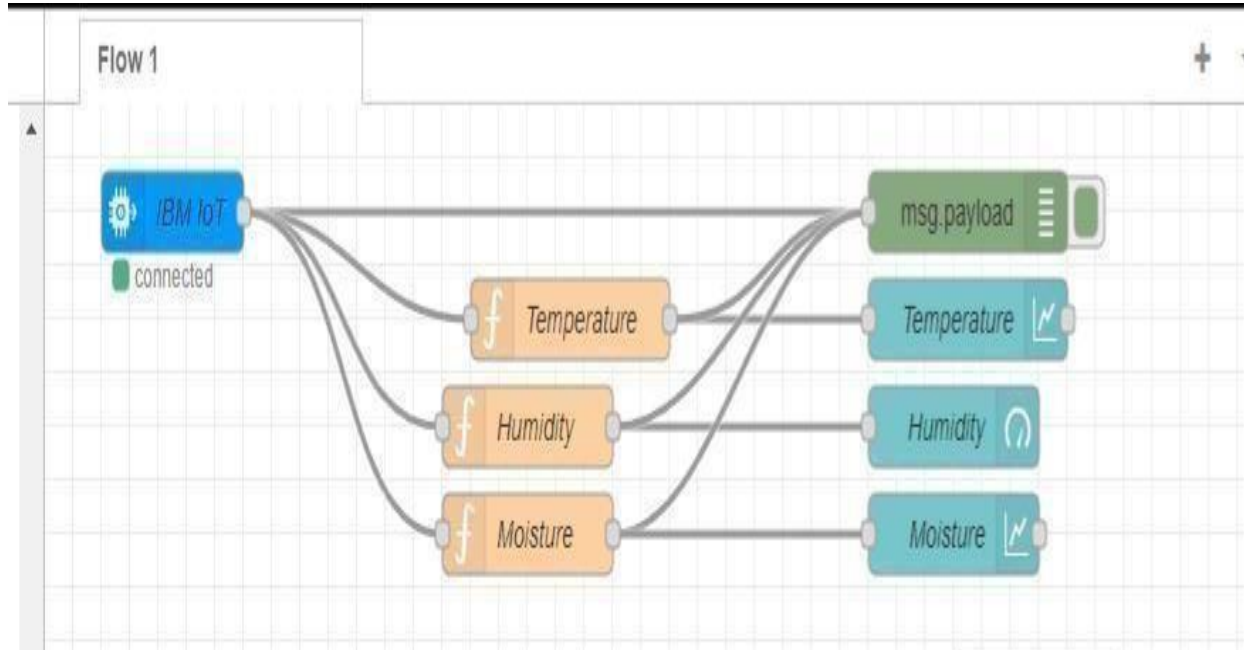 Flow 1
IBM IoT
msg.payload
connected
Temperature
Temperature
Humidity
Humidity
Moisture
Moisture